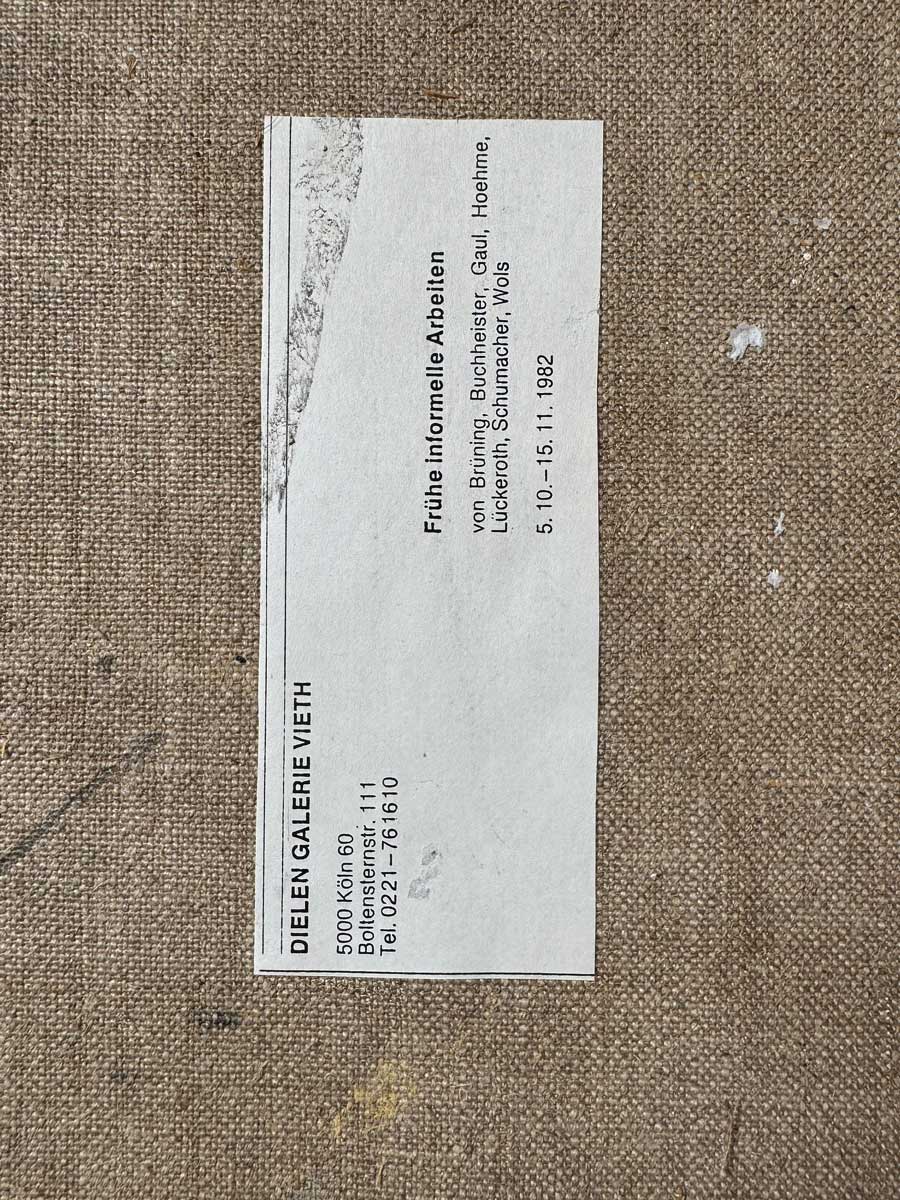 DIELEN GALERIE VIETH
5000 Köln 60
Boltensternstr. 111
Tel. 0221–761610
Frühe informelle Arbeiten
von Brüning, Buchheister, Gaul, Hoehme,
Lückeroth, Schumacher, Wols
5. 10.–15. 11. 1982